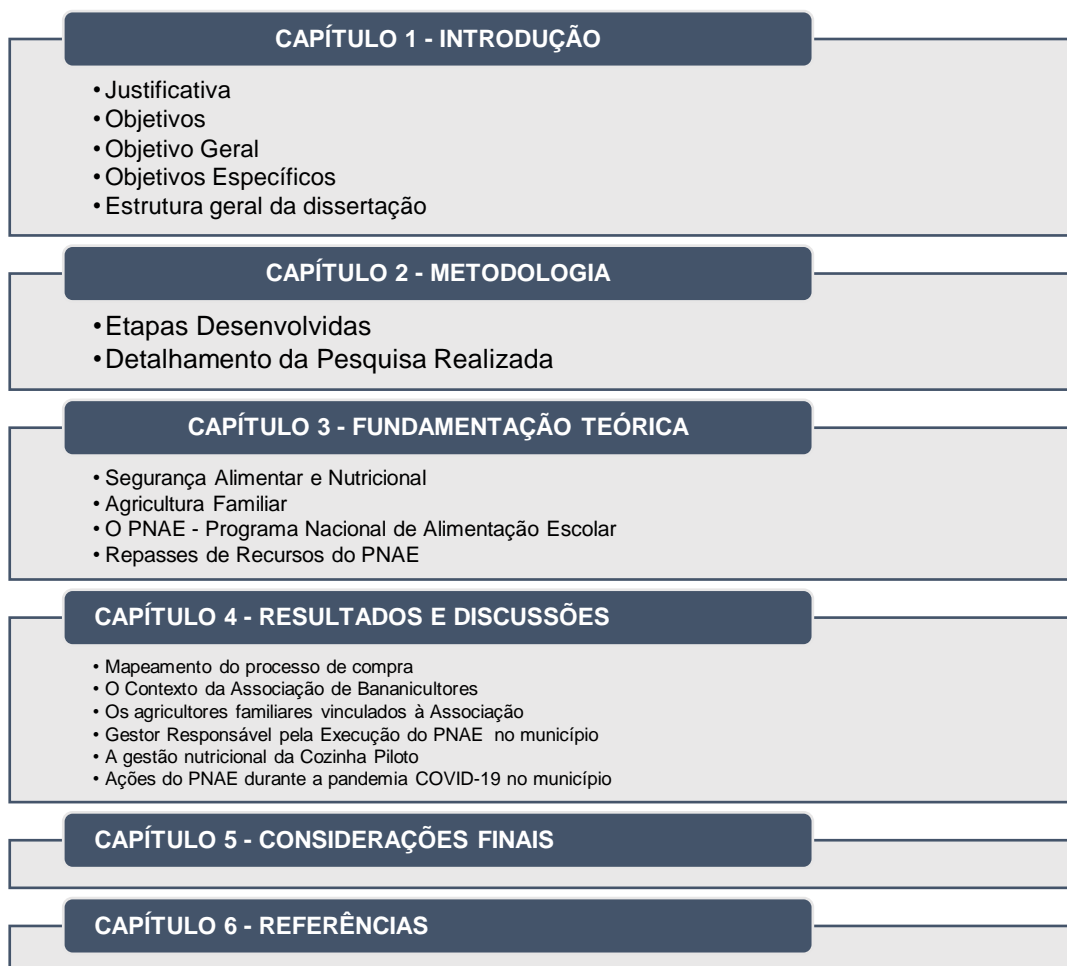 CAPÍTULO 1 - INTRODUÇÃO
• Justificativa
• Objetivos
• Objetivo Geral
• Objetivos Específicos
• Estrutura geral da dissertação
CAPÍTULO 2 - METODOLOGIA
• Etapas Desenvolvidas
• Detalhamento da Pesquisa Realizada
CAPÍTULO 3 - FUNDAMENTAÇÃO TEÓRICA
• Segurança Alimentar e Nutricional
• Agricultura Familiar
• O PNAE - Programa Nacional de Alimentação Escolar
• Repasses de Recursos do PNAE
CAPÍTULO 4 - RESULTADOS E DISCUSSÕES
• Mapeamento do processo de compra
• O Contexto da Associação de Bananicultores
• Os agricultores familiares vinculados à Associação
• Gestor Responsável pela Execução do PNAE no município
• A gestão nutricional da Cozinha Piloto
• Ações do PNAE durante a pandemia COVID-19 no município
CAPÍTULO 5 - CONSIDERAÇÕES FINAIS
CAPÍTULO 6 - REFERÊNCIAS